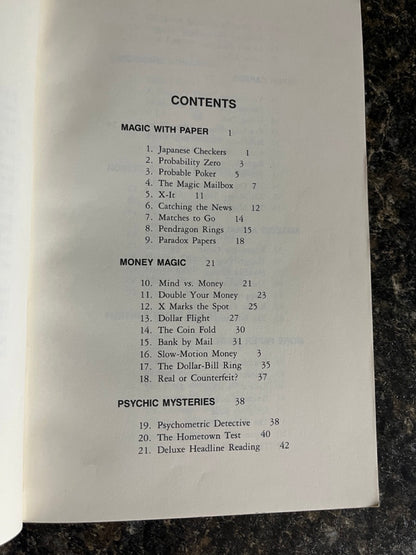 CONTENTS
MAGIC WITH PAPER 1
1. Japanese Checkers 1
2. Probability Zero 3
3. Probable Poker 5
4. The Magic Mailbox 7
5. X-It 11
6. Catching the News 12
7. Matches to Go 14
8. Pendragon Rings 15
9. Paradox Papers 18
MONEY MAGIC 21
10. Mind vs. Money 21
11. Double Your Money 23
12. X Marks the Spot 25
13. Dollar Flight 27
14. The Coin Fold 30
15. Bank by Mail 31
16. Slow-Motion Money 3
17. The Dollar-Bill Ring 35
18. Real or Counterfeit? 37
PSYCHIC MYSTERIES 38
19. Psychometric Detective 38
20. The Hometown Test 40
21. Deluxe Headline Reading 42